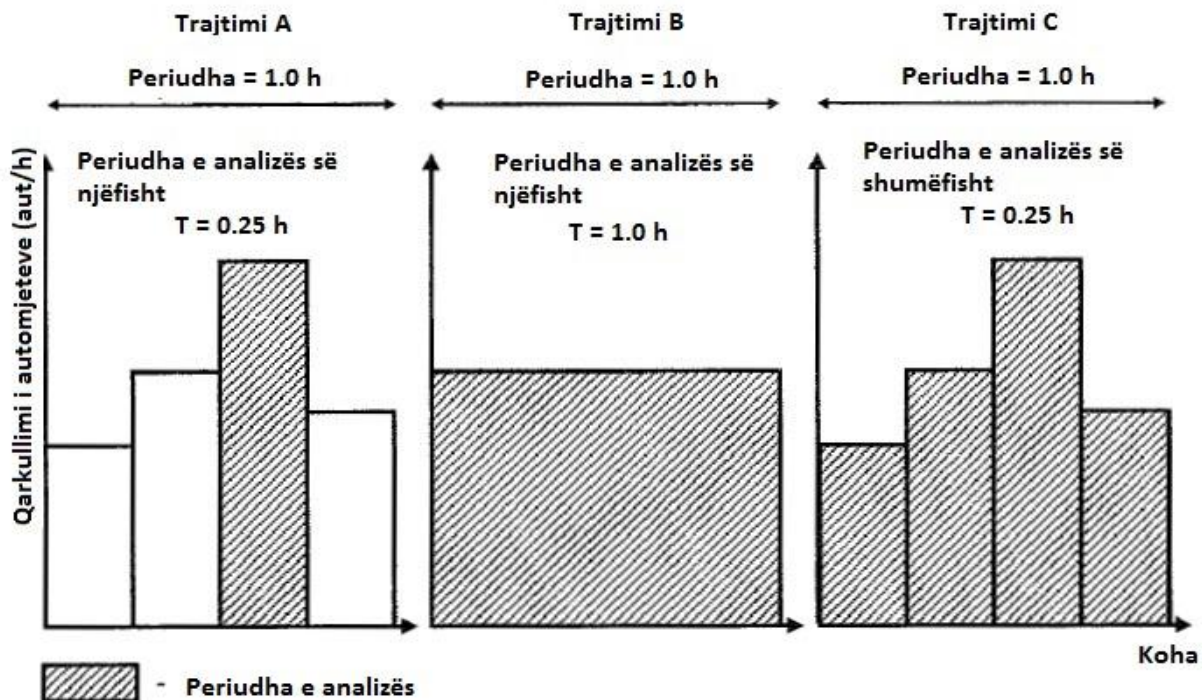 Trajtimi A
Periudha = 1.0 h
Periudha e analizës së
njëfisht
T = 0.25 h
Trajtimi B
Periudha = 1.0 h
Periudha e analizës së
njëfisht
T = 1.0 h
Trajtimi C
Periudha = 1.0 h
Periudha e analizës së
shumëfisht
T = 0.25 h
Qarkullimi i automjeteve (aut/h)
Koha
- Periudha e analizës